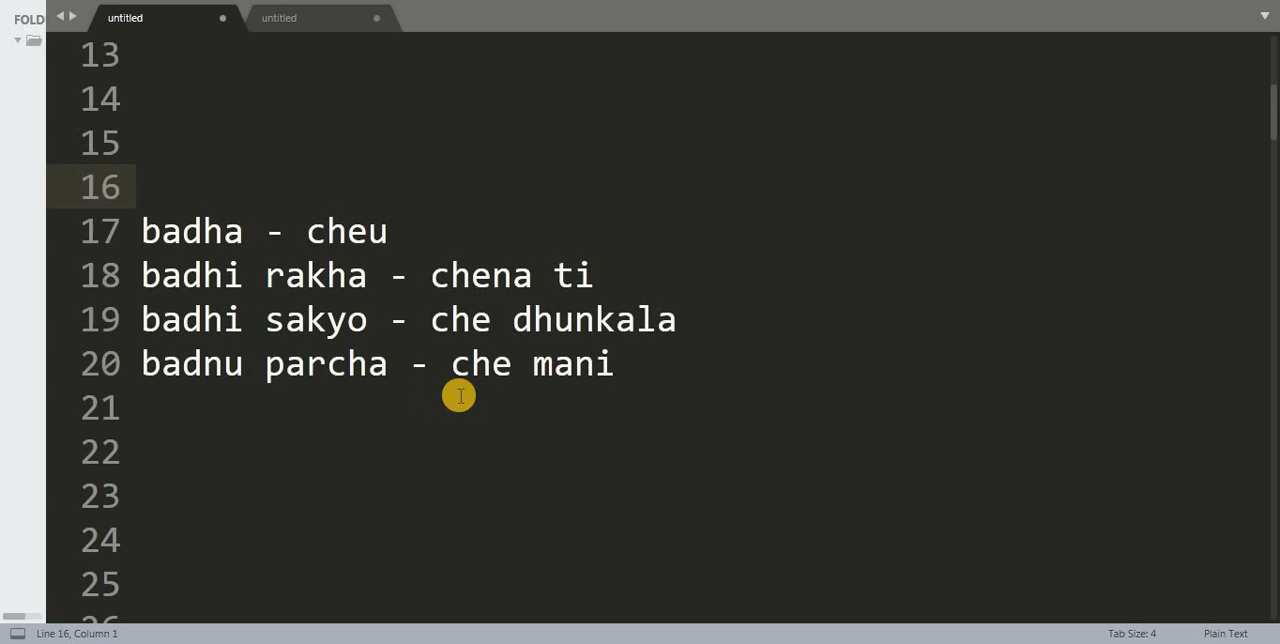 FOLD
untitled
untitled
13
14
15
16
17 badha - cheu
18 badhi rakha - chena ti
19 badhi sakyo - che dhunkala
20 badnu parcha - che mani
21
22
23
24
25
Line 16, Column 1
Tab Size: 4
Plain Text